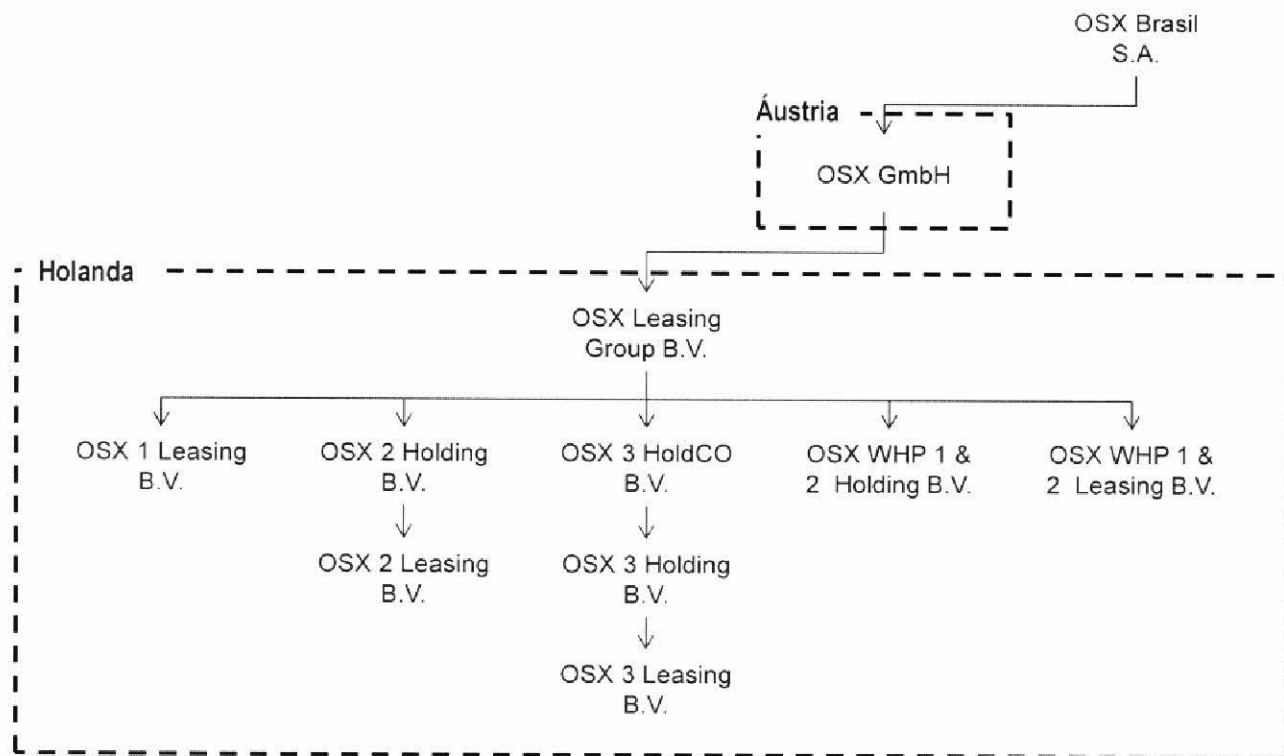 OSX Brasil
S.A.
Áustria
OSX GmbH
Holanda
OSX Leasing
Group B.V.
OSX 1 Leasing
B.V.
OSX 2 Holding
B.V.
OSX 3 HoldCO
B.V.
OSX WHP 1 &
2 Holding B.V.
OSX WHP 1 &
2 Leasing B.V.
OSX 2 Leasing
B.V.
OSX 3 Holding
B.V.
OSX 3 Leasing
B.V.